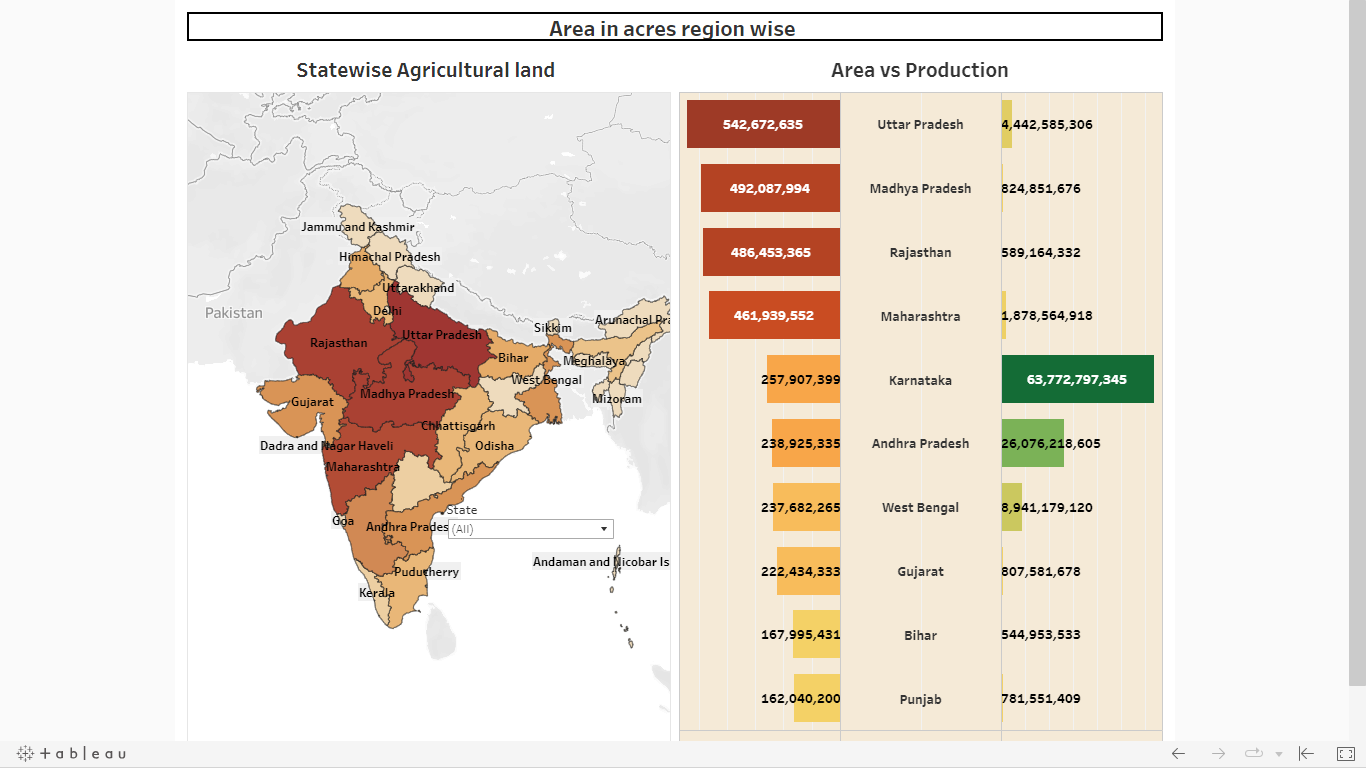 Area in acres region wise
Statewise Agricultural land
Area vs Production
Jammu and Kashmir
Himachal Pradesh
Uttarakhand
Pakistan
Delhi
Arunachal Pra
Sikkim
Uttar Pradesh
Rajasthan
Bihar
Meghalaya
West Bengal
Madhya Pradesh
Mizoram
Gujarat
Chhattisgarh
Dadra and Nagar Haveli
Odisha
Maharashtra
State
Goa
Andhra Prades
(All)
Andaman and Nicobar Is
Puducherry
Kerala
542,672,635 Uttar Pradesh 4,442,585,306
492,087,994 Madhya Pradesh 824,851,676
486,453,365 Rajasthan 589,164,332
461,939,552 Maharashtra 1,878,564,918
257,907,399 Karnataka 63,772,797,345
238,925,335 Andhra Pradesh 26,076,218,605
237,682,265 West Bengal 8,941,179,120
222,434,333 Gujarat 807,581,678
167,995,431 Bihar 544,953,533
162,040,200 Punjab 781,551,409
+ a b | e a u